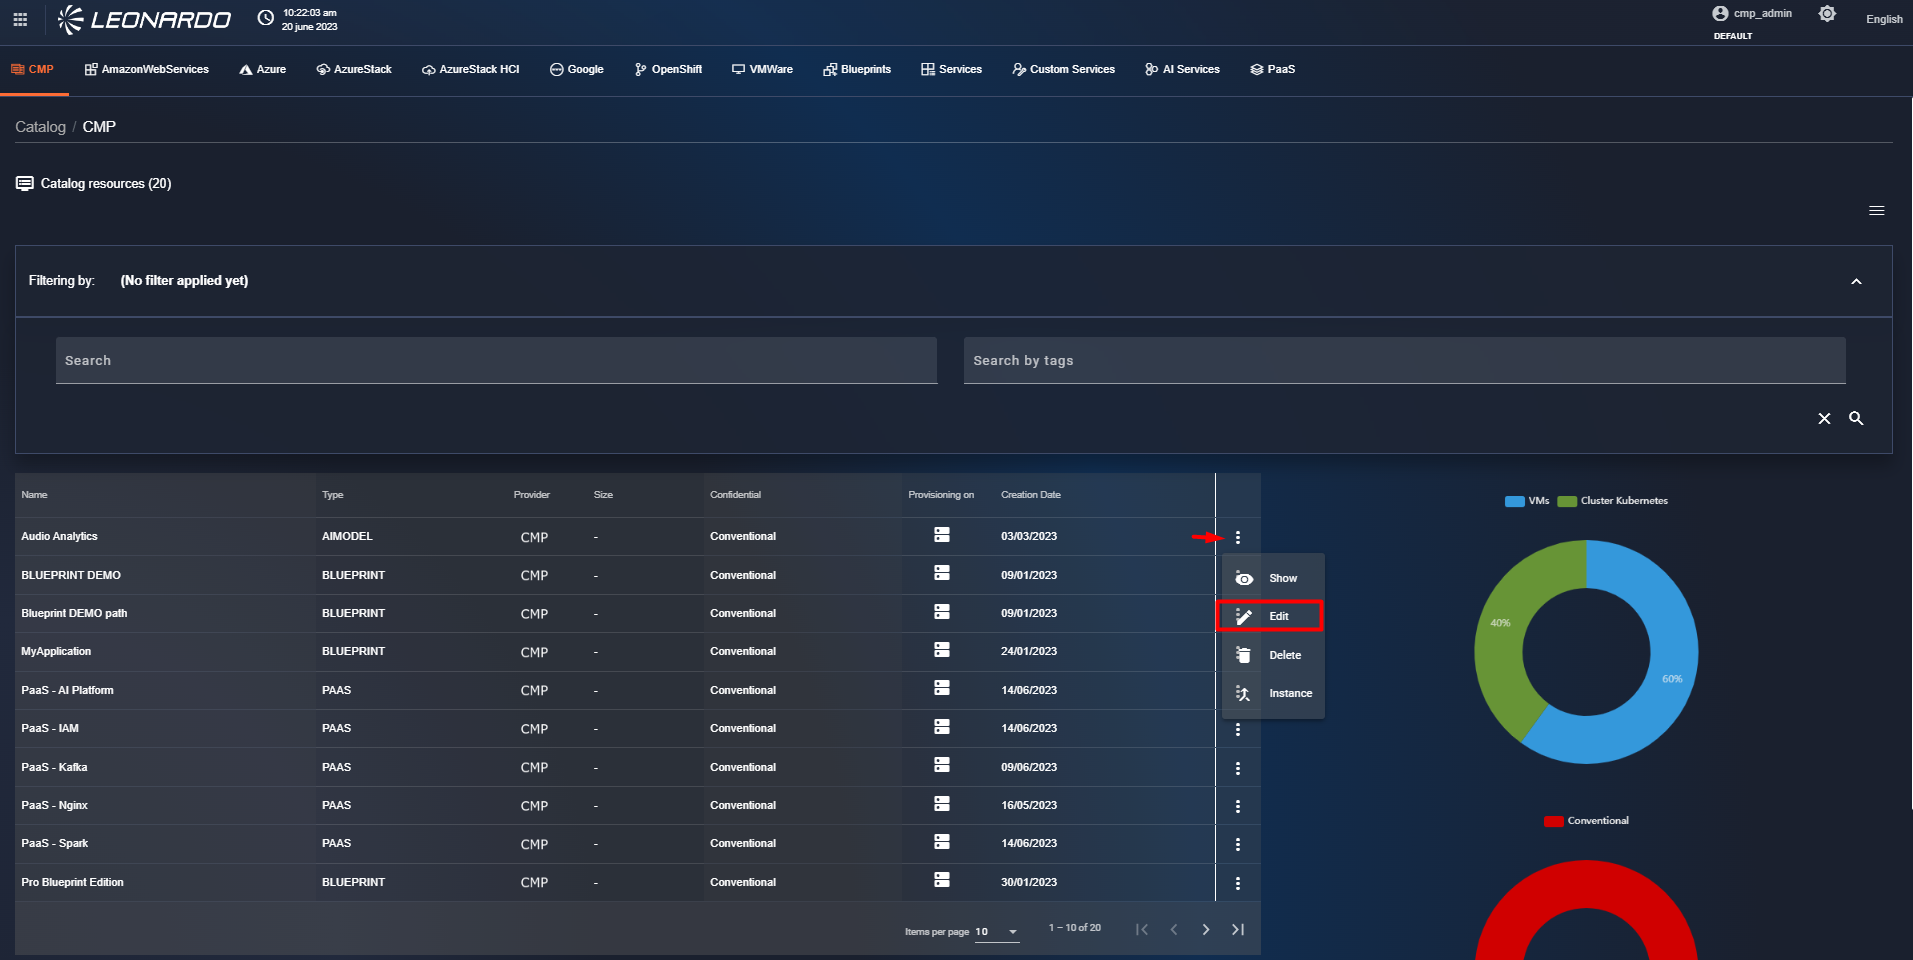 LEONARDO
10:22:03 am
20 june 2023
cmp_admin
DEFAULT
English
CMP
AmazonWebServices
Azure
AzureStack
AzureStack HCI
Google
OpenShift
VMWare
Blueprints
Services
Custom Services
AI Services
PaaS
Catalog / CMP
Catalog resources (20)
Filtering by: (No filter applied yet)
Search
Search by tags
Name Type Provider Size Confidential Provisioning on Creation Date
Audio Analytics AIMODEL CMP - Conventional 03/03/2023
BLUEPRINT DEMO BLUEPRINT CMP - Conventional 09/01/2023
Blueprint DEMO path BLUEPRINT CMP - Conventional 09/01/2023
MyApplication BLUEPRINT CMP - Conventional 24/01/2023
PaaS - AI Platform PAAS CMP - Conventional 14/06/2023
PaaS - IAM PAAS CMP - Conventional 14/06/2023
PaaS - Kafka PAAS CMP - Conventional 09/06/2023
PaaS - Nginx PAAS CMP - Conventional 16/05/2023
PaaS - Spark PAAS CMP - Conventional 14/06/2023
Pro Blueprint Edition BLUEPRINT CMP - Conventional 30/01/2023
Show
Edit
Delete
Instance
Items per page 10 1 – 10 of 20
VMs Cluster Kubernetes
40%
60%
Conventional